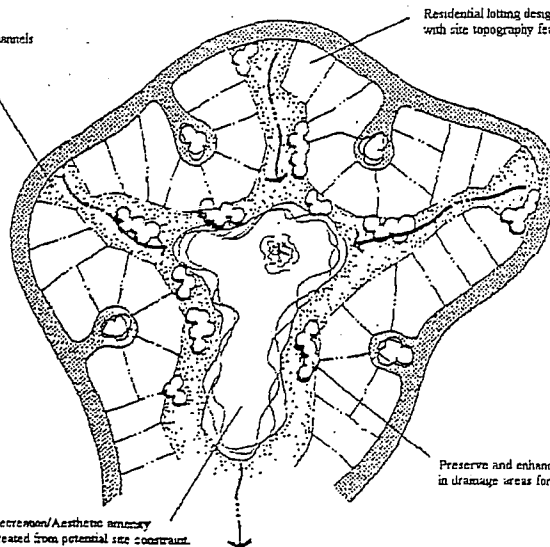 annels
Residential lotting desig
with site topography fe
Preserve and enhan
in drainage areas for
ecreation/Aesthetic amenity
reated from potential site constraint.